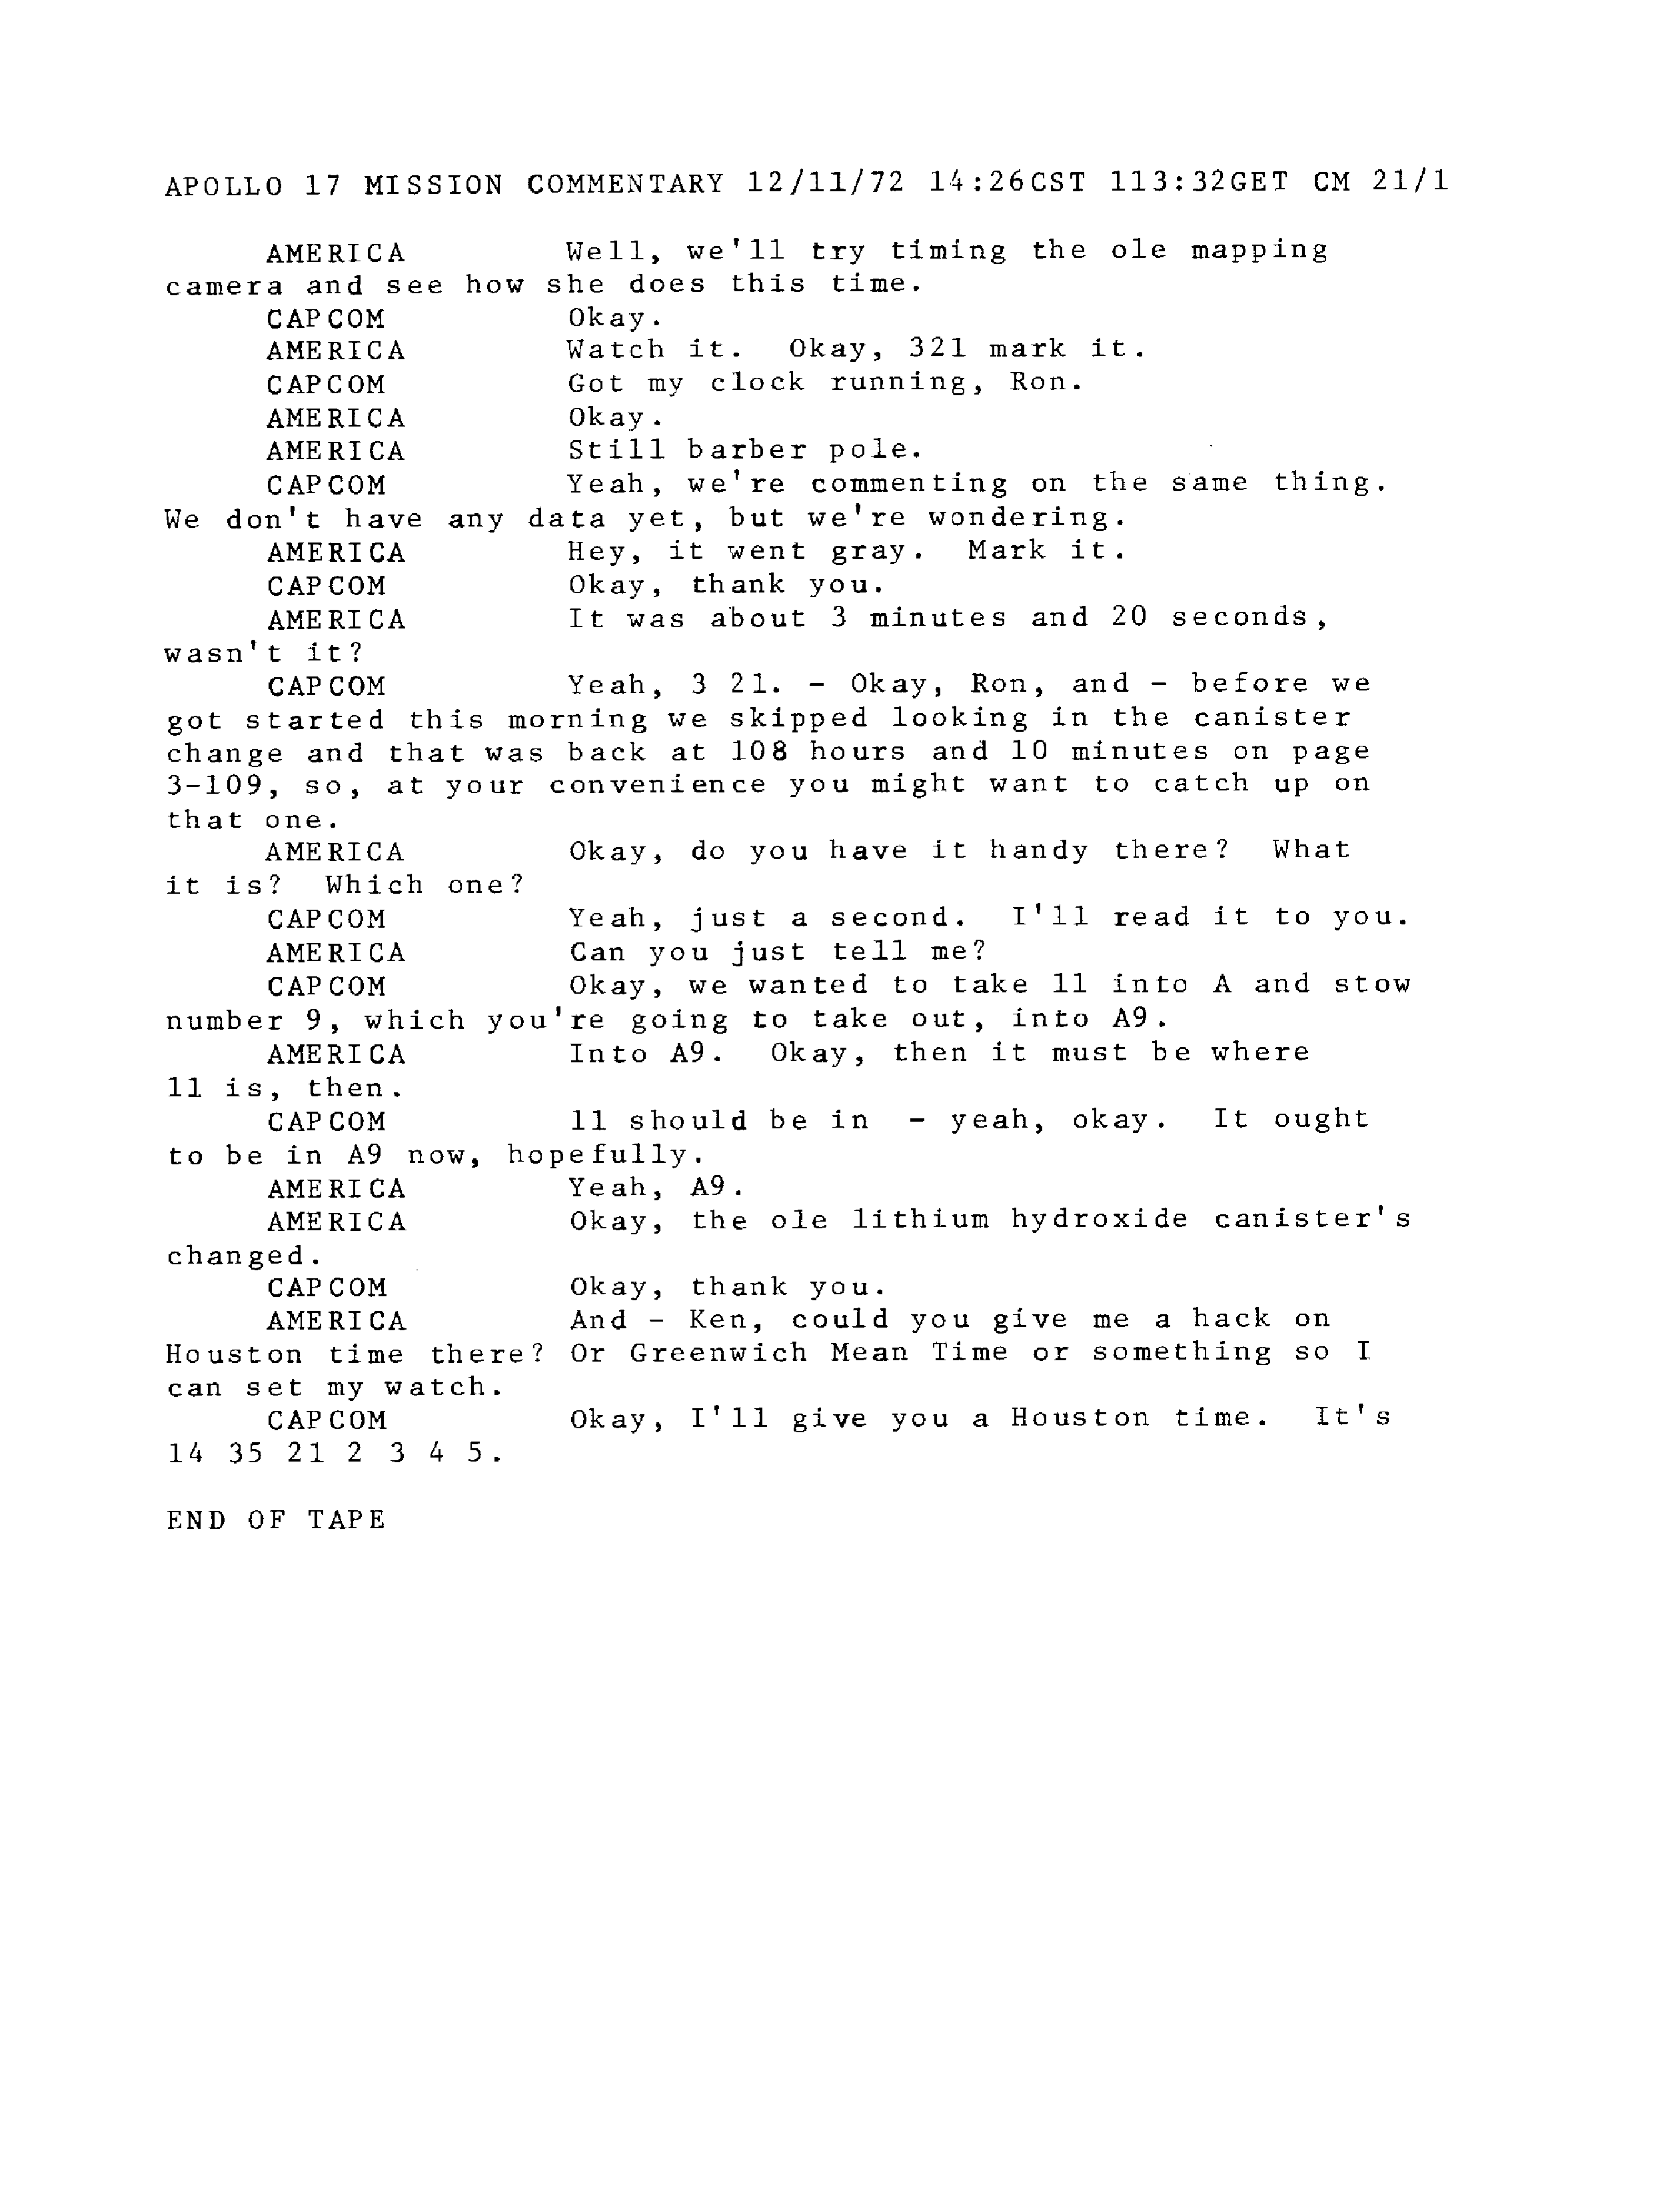 APOLLO 17 MISSION COMMENTARY 12/11/72 14:26CST 113:32GET CM 21/1
AMERICA Well, we'll try timing the ole mapping
camera and see how she does this time.
CAPCOM Okay.
AMERICA Watch it. Okay, 321 mark it.
CAPCOM Got my clock running, Ron.
AMERICA Okay.
AMERICA Still barber pole.
CAPCOM Yeah, we're commenting on the same thing.
We don't have any data yet, but we're wondering.
AMERICA Hey, it went gray. Mark it.
CAPCOM Okay, thank you.
AMERICA It was about 3 minutes and 20 seconds,
wasn't it?
CAPCOM Yeah, 3 21. - Okay, Ron, and - before we
got started this morning we skipped looking in the canister
change and that was back at 108 hours and 10 minutes on page
3-109, so, at your convenience you might want to catch up on
that one.
AMERICA Okay, do you have it handy there? What
it is? Which one?
CAPCOM Yeah, just a second. I'll read it to you.
AMERICA Can you just tell me?
CAPCOM Okay, we wanted to take 11 into A and stow
number 9, which you're going to take out, into A9.
AMERICA Into A9. Okay, then it must be where
11 is, then.
CAPCOM 11 should be in - yeah, okay. It ought
to be in A9 now, hopefully.
AMERICA Yeah, A9.
AMERICA Okay, the ole lithium hydroxide canister's
changed.
CAPCOM Okay, thank you.
AMERICA And - Ken, could you give me a hack on
Houston time there? Or Greenwich Mean Time or something so I
can set my watch.
CAPCOM Okay, I'll give you a Houston time. It's
14 35 21 2 3 4 5.
END OF TAPE